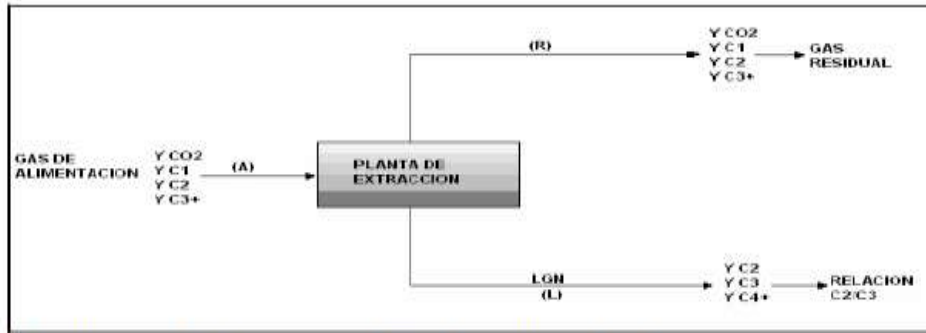 (R)
Y CO2
Y C1
Y C2
Y C3+
GAS
RESIDUAL
GAS DE
ALIMENTACION
Y CO2
Y C1
Y C2
Y C3+
(A)
PLANTA DE
EXTRACCION
LGN
(L)
Y C2
Y C3
Y C4+
RELACION
C2/C3